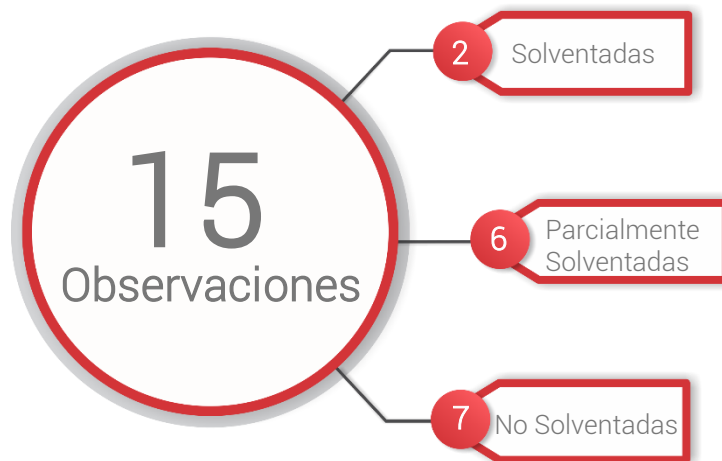 15
Observaciones
2
Solventadas
6
Parcialmente
Solventadas
7
No Solventadas